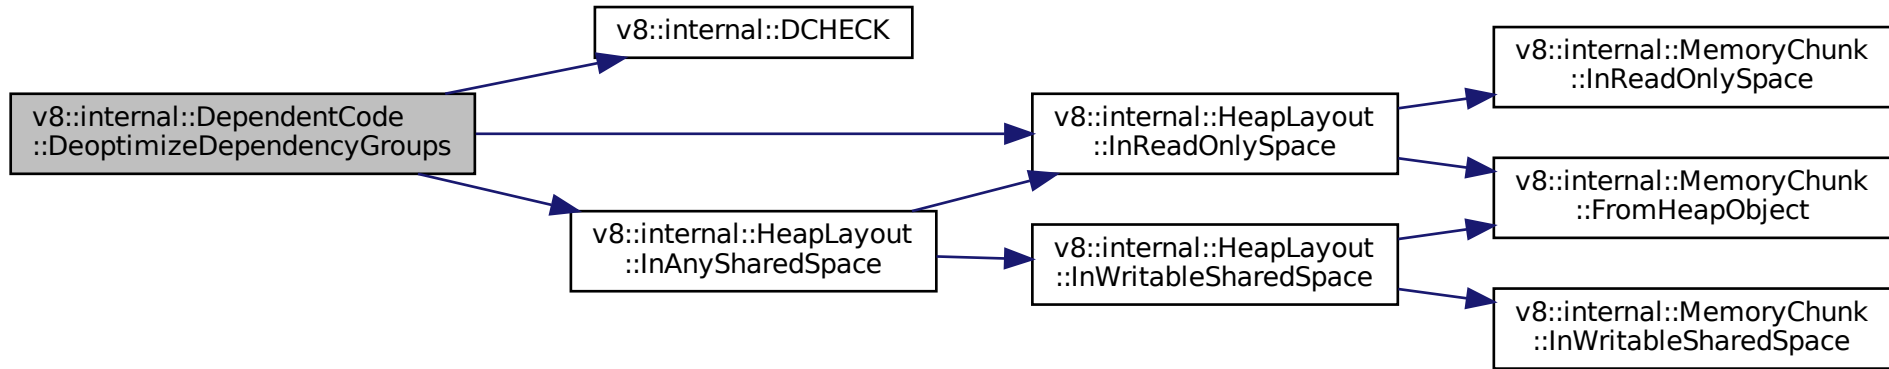 v8::internal::DependentCode
::DeoptimizeDependencyGroups
v8::internal::DCHECK
v8::internal::HeapLayout
::InReadOnlySpace
v8::internal::HeapLayout
::InAnySharedSpace
v8::internal::HeapLayout
::InWritableSharedSpace
v8::internal::MemoryChunk
::InReadOnlySpace
v8::internal::MemoryChunk
::FromHeapObject
v8::internal::MemoryChunk
::InWritableSharedSpace